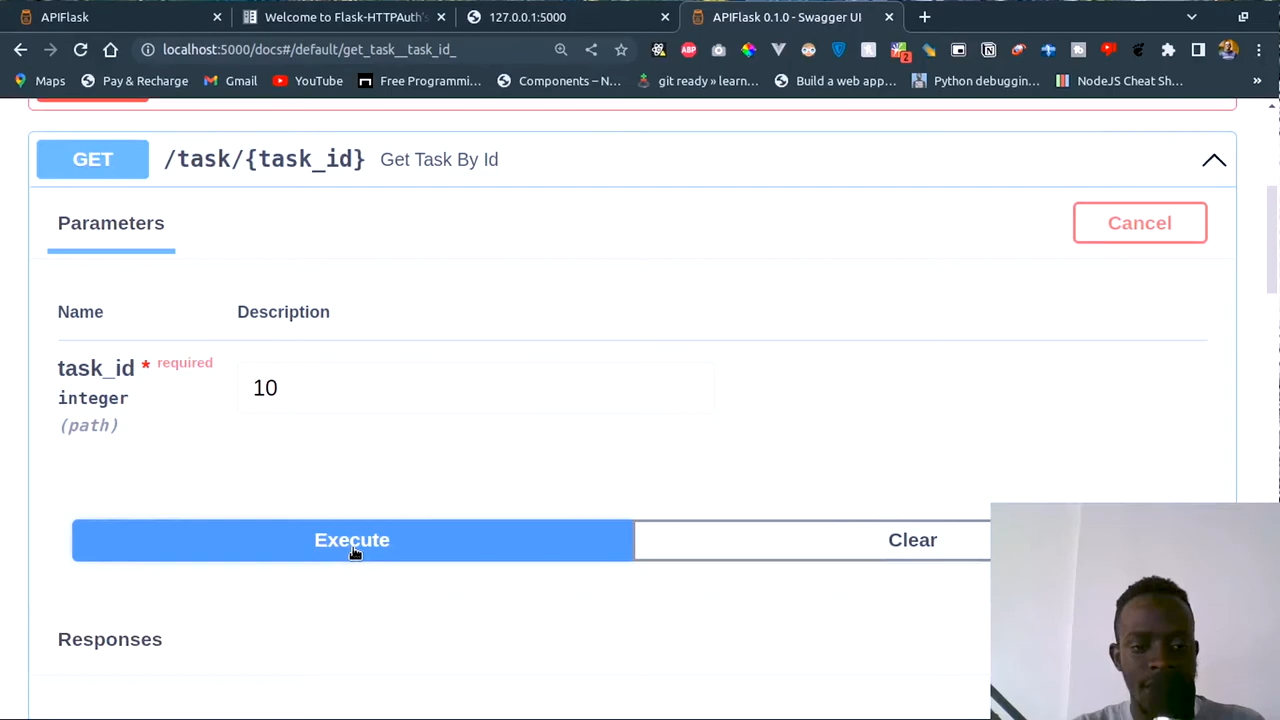 APIFlask
Welcome to Flask-HTTPAuth's
127.0.0.1:5000
APIFlask 0.1.0 - Swagger UI
localhost:5000/docs#/default/get_task__task_id_
ABP
2
Maps
Pay & Recharge
Gmail
YouTube
Free Programmi...
Components – N...
git ready » learn...
Build a web app...
Python debuggin...
NodeJS Cheat Sh...
»
GET /task/{task_id} Get Task By Id
Parameters
Cancel
Name Description
task_id * required
integer
(path)
10
Execute
Clear
Responses